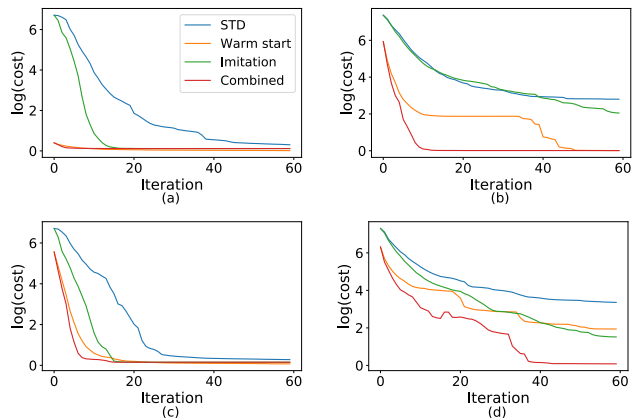 6
4
2
0
log(cost)
0
20
40
60
Iteration
(a)
STD
Warm start
Imitation
Combined
6
4
2
0
log(cost)
0
20
40
60
Iteration
(b)
6
4
2
0
log(cost)
0
20
40
60
Iteration
(c)
6
4
2
0
log(cost)
0
20
40
60
Iteration
(d)